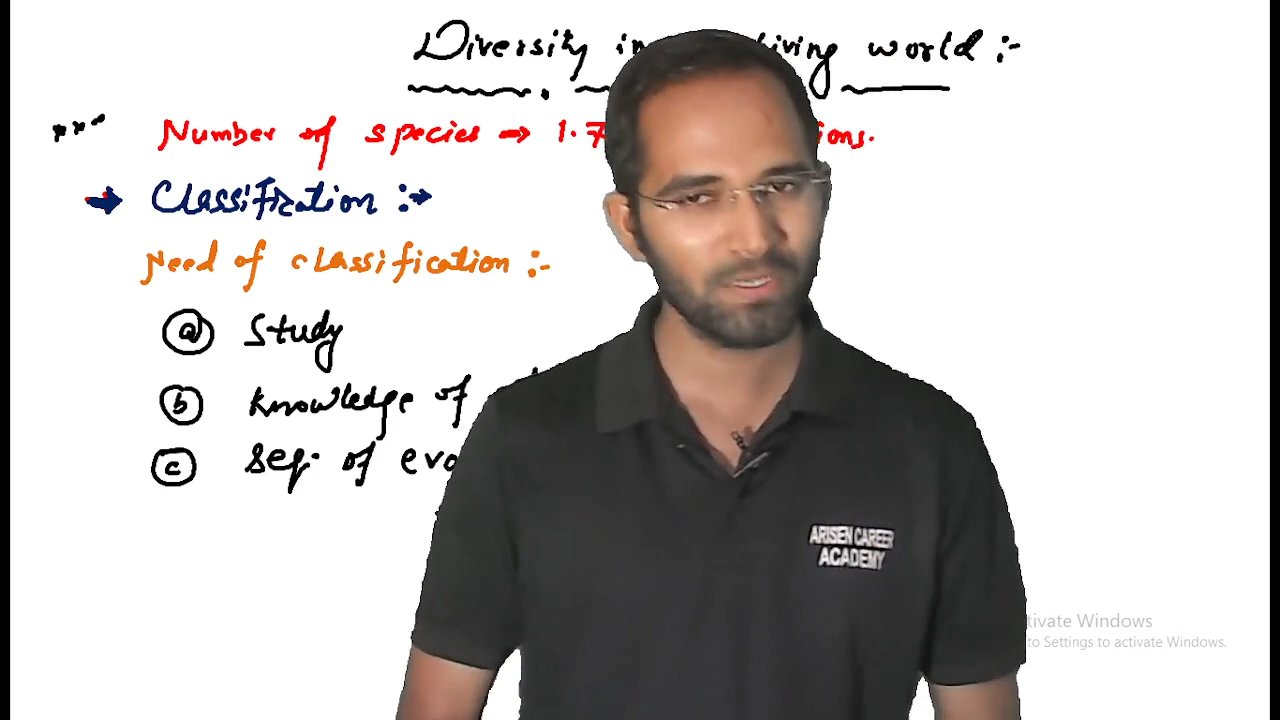 Diversity in living world :-
Number of species → 1.7 ions.
→ Classification :→
Need of classification :-
(a) Study
(b) Knowledge of
(c) Seq. of evo
ARISEN CAREER
ACADEMY
tivate Windows
to Settings to activate Windows.